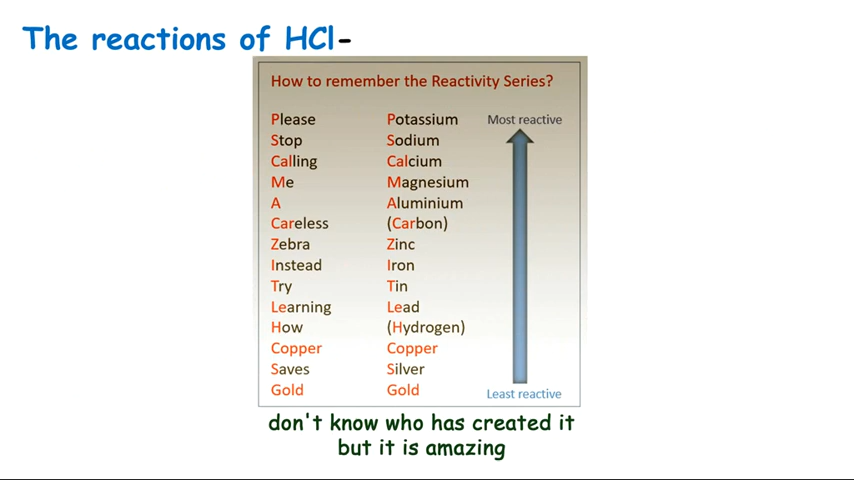 The reactions of HCl-
How to remember the Reactivity Series?
Please Potassium Most reactive
Stop Sodium
Calling Calcium
Me Magnesium
A Aluminium
Careless (Carbon)
Zebra Zinc
Instead Iron
Try Tin
Learning Lead
How (Hydrogen)
Copper Copper
Saves Silver
Gold Gold Least reactive
don't know who has created it
but it is amazing